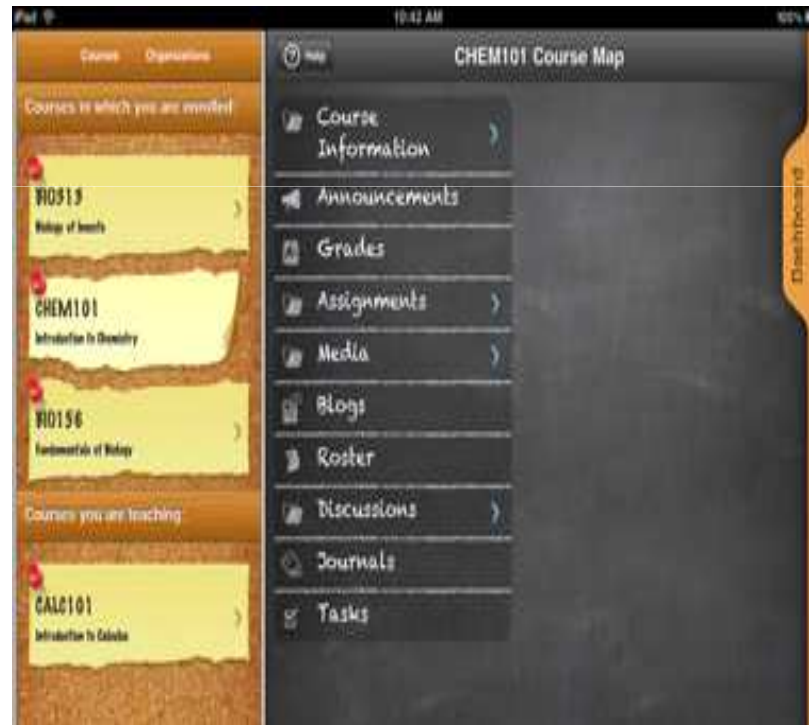 iPad
10:42 AM
100%
Courses Organizations
Help
CHEM101 Course Map
Courses in which you are enrolled
BIO313
Biology of Insects
CHEM101
Introduction to Chemistry
BIO156
Fundamentals of Biology
Courses you are teaching
CALC101
Introduction to Calculus
Course
Information
Announcements
Grades
Assignments
Media
Blogs
Roster
Discussions
Journals
Tasks
Dashboard